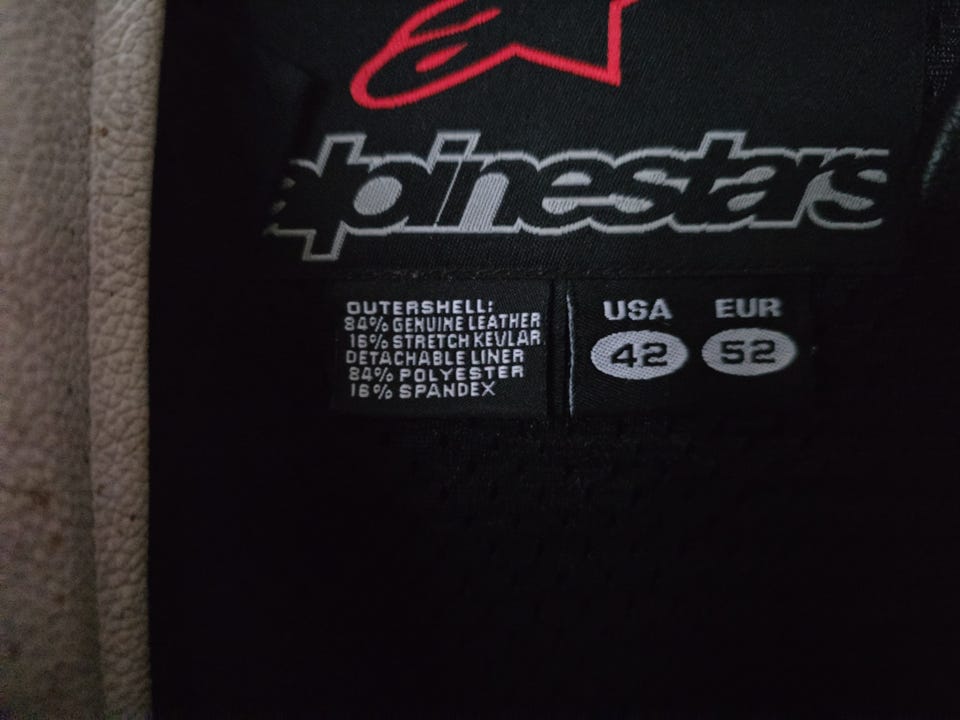 alpinestars
OUTERSHELL:
84% GENUINE LEATHER
16% STRETCH KEVLAR
DETACHABLE LINER
84% POLYESTER
16% SPANDEX
USA EUR
42 52